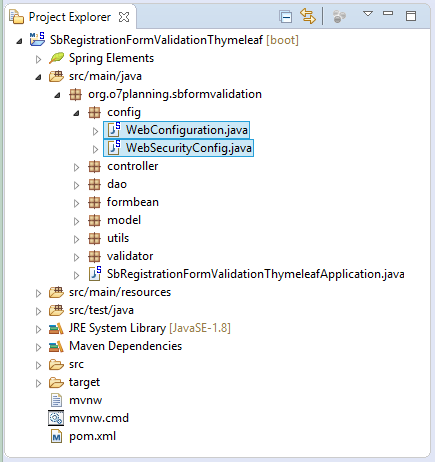 Project Explorer
SbRegistrationFormValidationThymeleaf [boot]
Spring Elements
src/main/java
org.o7planning.sbformvalidation
config
WebConfiguration.java
WebSecurityConfig.java
controller
dao
formbean
model
utils
validator
SbRegistrationFormValidationThymeleafApplication.java
src/main/resources
src/test/java
JRE System Library [JavaSE-1.8]
Maven Dependencies
src
target
mvnw
mvnw.cmd
pom.xml